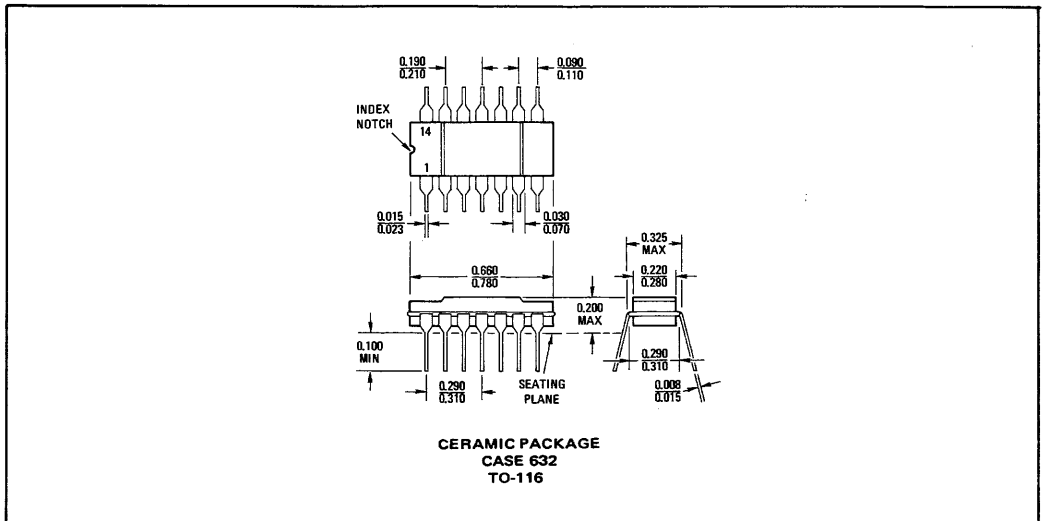 0.190
0.210
0.090
0.110
INDEX
NOTCH
14
1
0.015
0.023
0.030
0.070
0.325
MAX
0.660
0.780
0.220
0.280
0.200
MAX
0.100
MIN
0.290
0.310
SEATING
PLANE
0.290
0.310
0.008
0.015
CERAMIC PACKAGE
CASE 632
TO-116